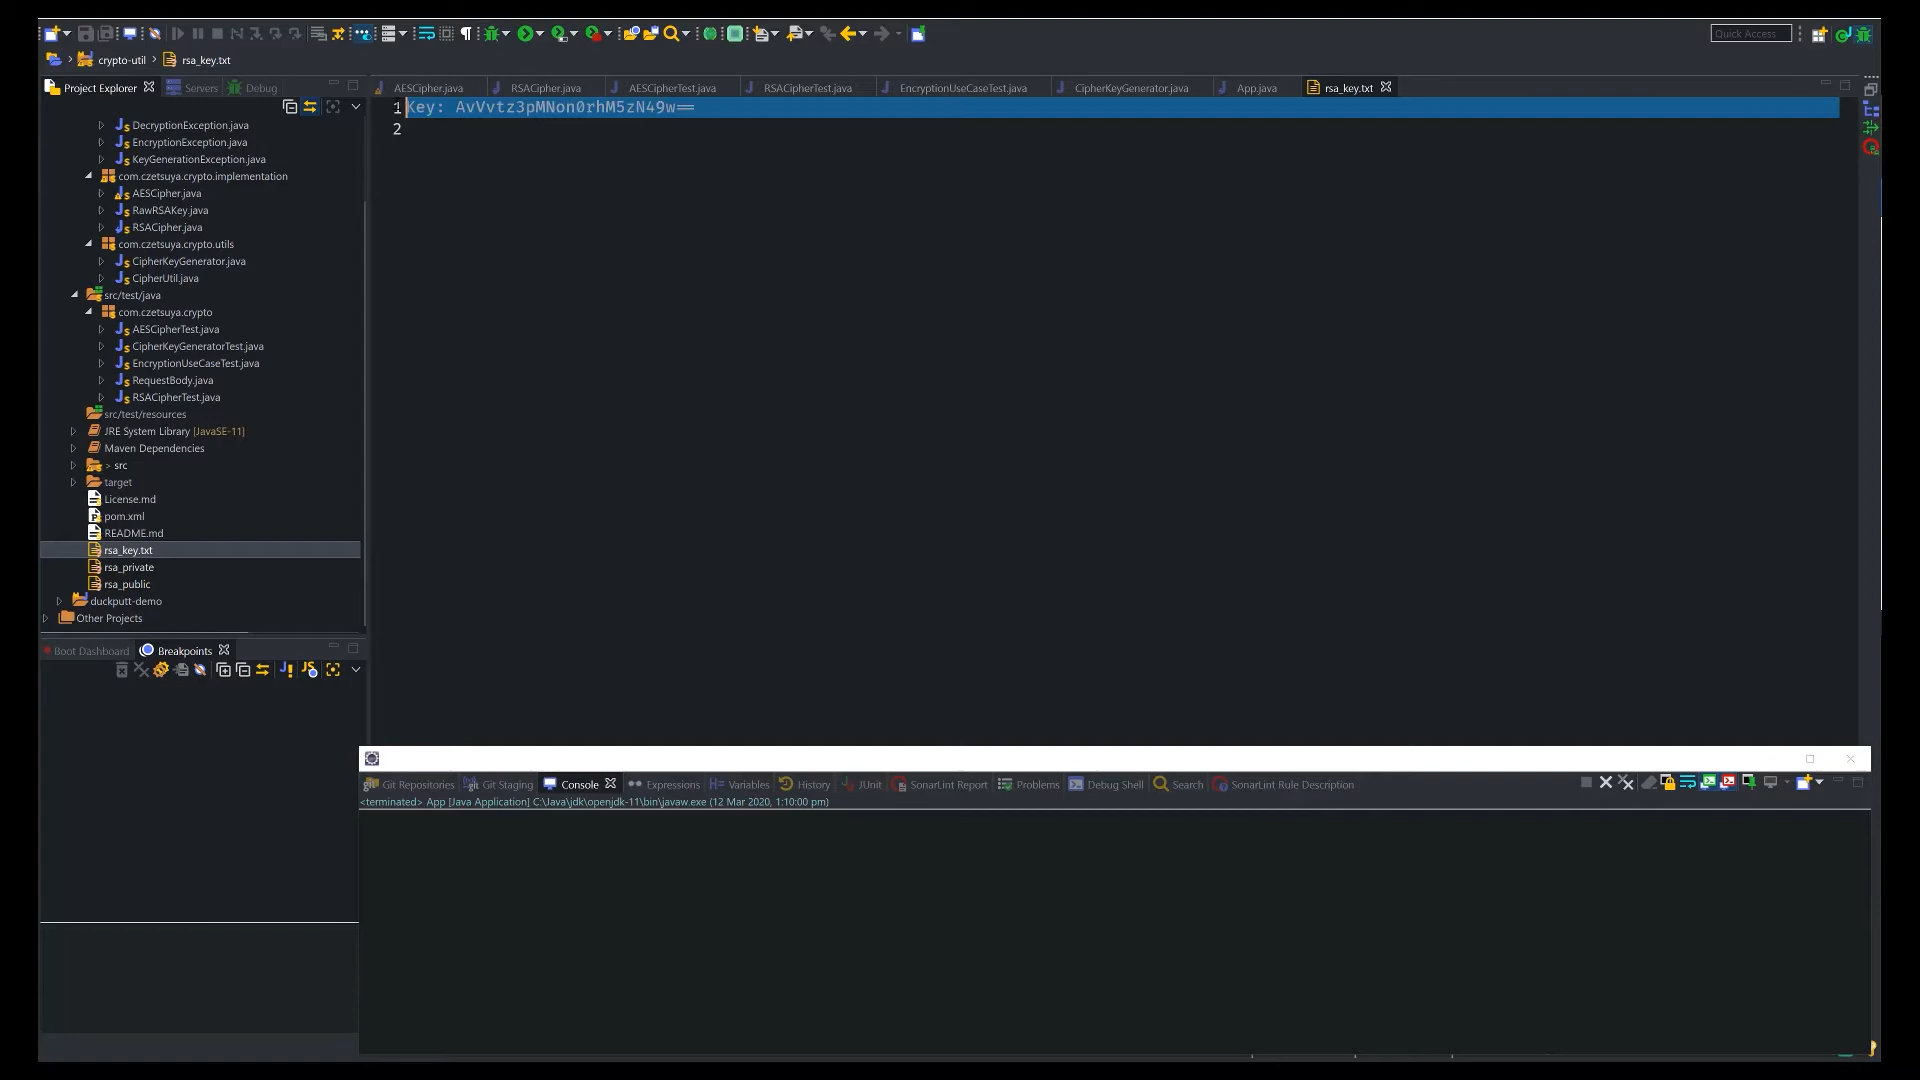 Quick Access
crypto-util
rsa_key.txt
Project Explorer
Servers
Debug
AESCipher.java
RSACipher.java
AESCipherTest.java
RSACipherTest.java
EncryptionUseCaseTest.java
CipherKeyGenerator.java
App.java
rsa_key.txt
1
Key: AvVvtz3pMNon0rhM5zN49w==
2
DecryptionException.java
EncryptionException.java
KeyGenerationException.java
com.czetsuya.crypto.implementation
AESCipher.java
RawRSAKey.java
RSACipher.java
com.czetsuya.crypto.utils
CipherKeyGenerator.java
CipherUtil.java
src/test/java
com.czetsuya.crypto
AESCipherTest.java
CipherKeyGeneratorTest.java
EncryptionUseCaseTest.java
RequestBody.java
RSACipherTest.java
src/test/resources
JRE System Library [JavaSE-11]
Maven Dependencies
> src
target
License.md
pom.xml
README.md
rsa_key.txt
rsa_private
rsa_public
duckputt-demo
Other Projects
Boot Dashboard
Breakpoints
Git Repositories
Git Staging
Console
Expressions
Variables
History
JUnit
SonarLint Report
Problems
Debug Shell
Search
SonarLint Rule Description
<terminated> App [Java Application] C:\Java\jdk\openjdk-11\bin\javaw.exe (12 Mar 2020, 1:10:00 pm)